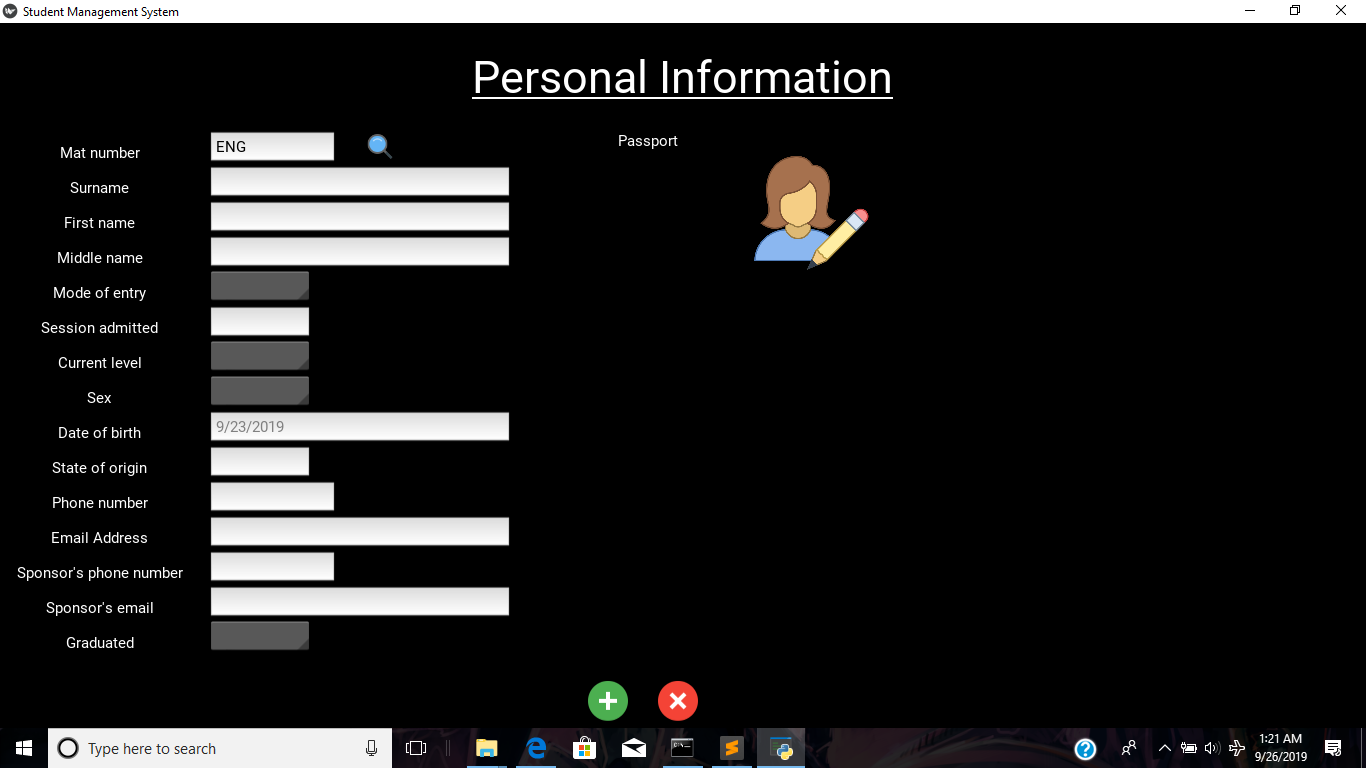 Student Management System
Personal Information
Mat number ENG
Passport
Surname
First name
Middle name
Mode of entry
Session admitted
Current level
Sex
Date of birth 9/23/2019
State of origin
Phone number
Email Address
Sponsor's phone number
Sponsor's email
Graduated
Type here to search
1:21 AM
9/26/2019